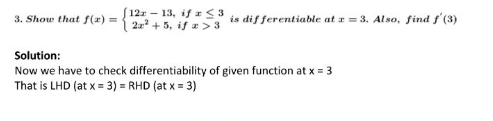 3. Show that f(x) = { 12x − 13, if x ≤ 3
2x² + 5, if x > 3 is differentiable at x = 3. Also, find f'(3)
Solution:
Now we have to check differentiability of given function at x = 3
That is LHD (at x = 3) = RHD (at x = 3)